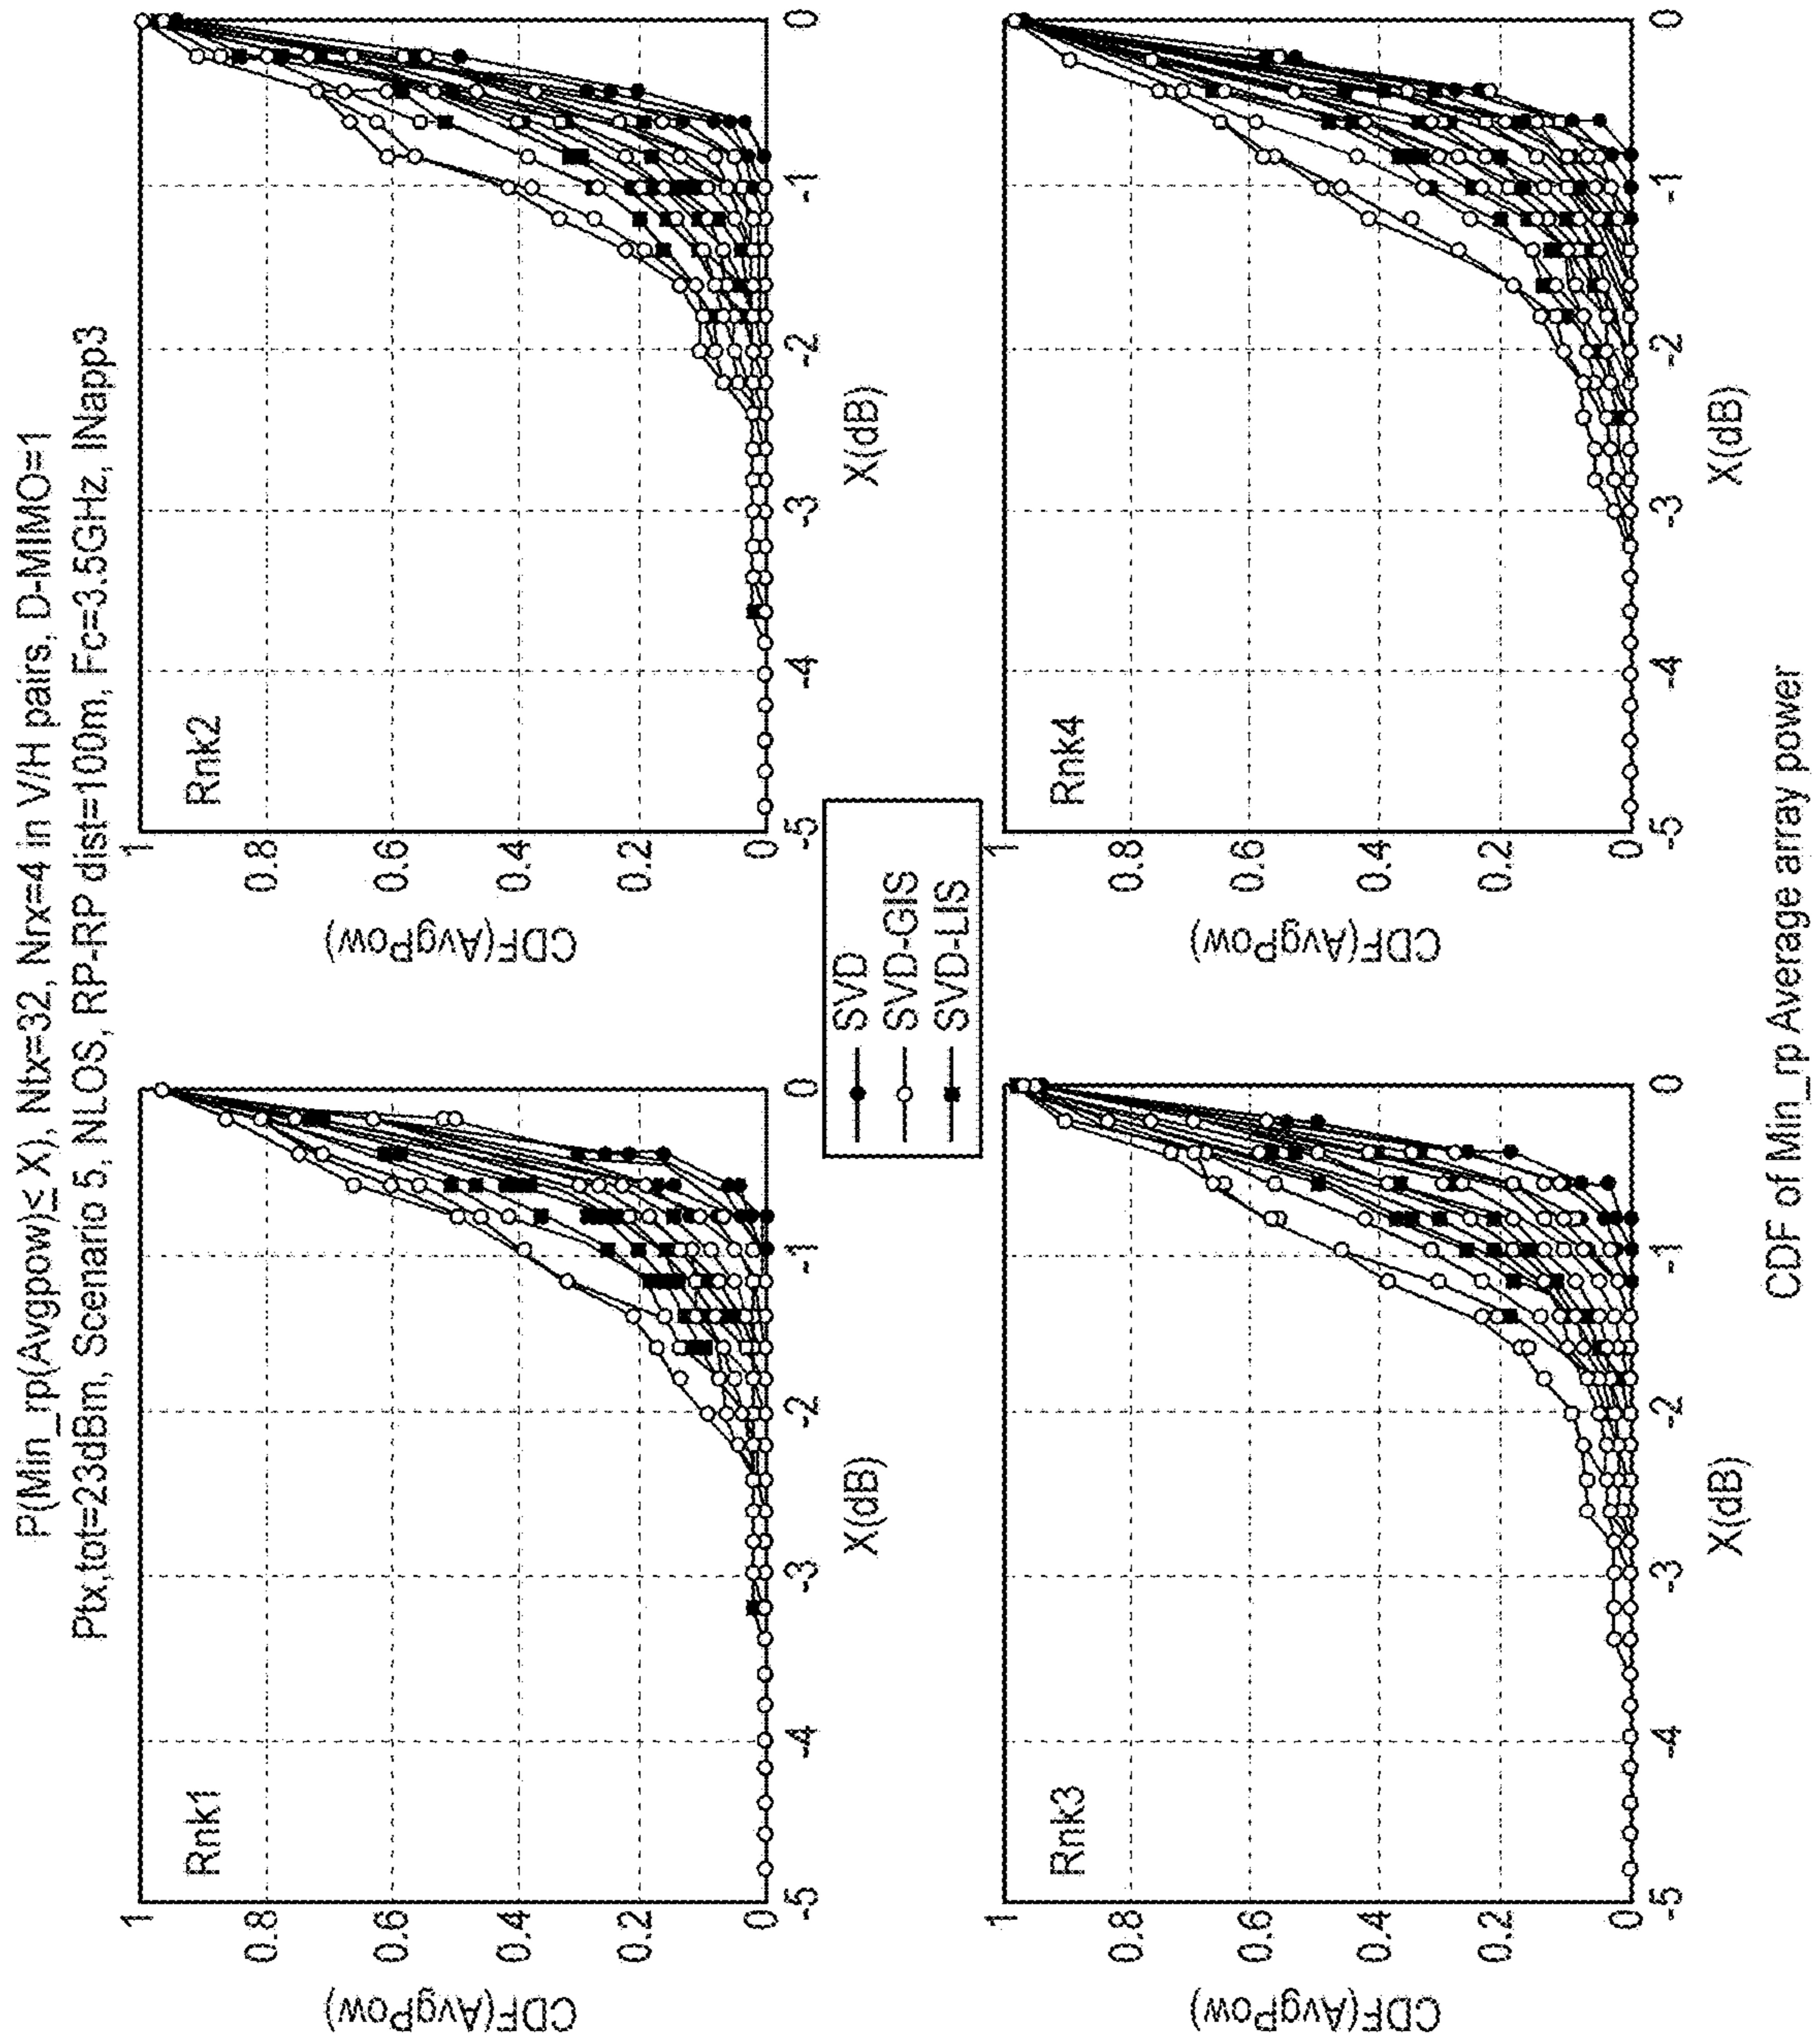 P(Min_rp(Avgpow)≤ X), Ntx=32, Nrx=4 in V/H pairs, D-MIMO=1
Ptx,tot=23dBm, Scenario 5, NLOS, RP-RP dist=100m, Fc=3.5GHz, INapp3
Rnk1
CDF(AvgPow)
1
0.8
0.6
0.4
0.2
0
-5
-4
-3
-2
-1
0
X(dB)
Rnk2
CDF(AvgPow)
1
0.8
0.6
0.4
0.2
0
-5
-4
-3
-2
-1
0
X(dB)
SVD
SVD-GIS
SVD-LIS
Rnk3
CDF(AvgPow)
1
0.8
0.6
0.4
0.2
0
-5
-4
-3
-2
-1
0
X(dB)
Rnk4
CDF(AvgPow)
1
0.8
0.6
0.4
0.2
0
-5
-4
-3
-2
-1
0
X(dB)
CDF of Min_rp Average array power